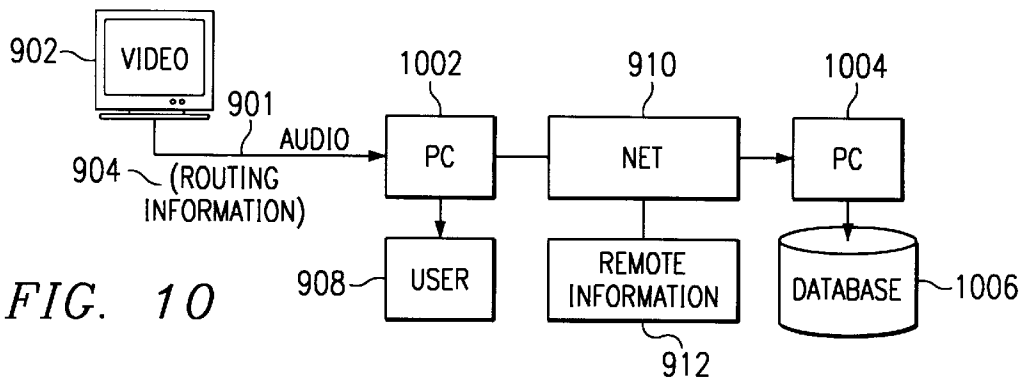 902
VIDEO
901
AUDIO
904
(ROUTING
INFORMATION)
1002
PC
910
NET
1004
PC
908
USER
REMOTE
INFORMATION
912
DATABASE
1006
FIG. 10